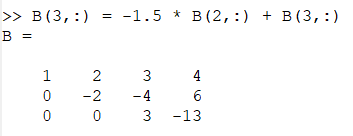 >> B(3,:) = -1.5 * B(2,:) + B(3,:)
B =
1 2 3 4
0 -2 -4 6
0 0 3 -13